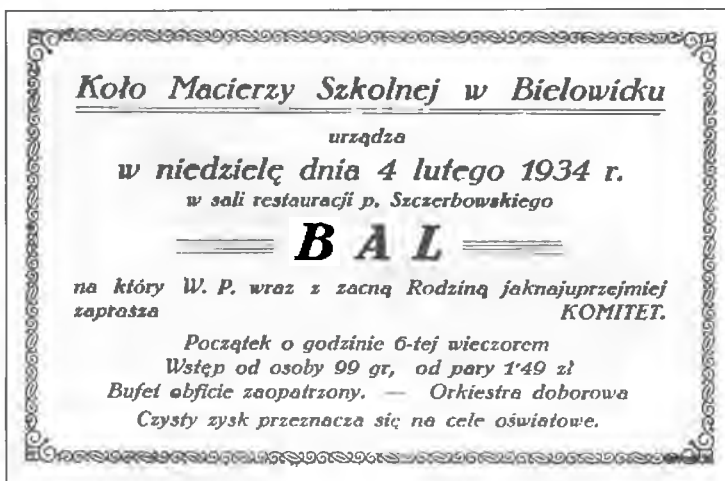 Koło Macierzy Szkolnej w Bielowicku
urządza
w niedzielę dnia 4 lutego 1934 r.
w sali restauracji p. Szczerbowskiego
BAL
na który W. P. wraz z zacną Rodziną jaknajuprzejmiej
zaprasza KOMITET.
Początek o godzinie 6-tej wieczorem
Wstęp od osoby 99 gr, od pary 1'49 zł
Bufet obficie zaopatrzony. — Orkiestra doborowa
Czysty zysk przeznacza się na cele oświatowe.